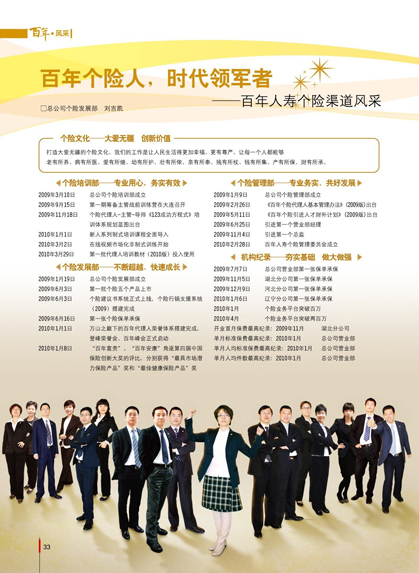 百年•风采
百年个险人，时代领军者
——百年人寿个险渠道风采
□总公司个险发展部 刘吉凯
个险文化——大爱无疆 创新价值
打造大爱无疆的个险文化，我们的工作是让人民生活得更加幸福、更有尊严，让每一个人都能够
老有所养、病有所医、爱有所继、幼有所护、壮有所倚、亲有所奉、残有所仗、钱有所集、产有所保、财有所承。
◀个险培训部——专业用心，务实有效▶
2009年3月10日 总公司个险培训部成立
2009年9月15日 第一期筹备主管战前训练营在大连召开
2009年11月18日 个险代理人-主管-导师《123成功方程式》培
训体系规划蓝图出台
2010年1月1日 新人系列制式培训课程全面导入
2010年3月2日 在线视频市场化非制式训练开始
2010年3月29日 第一批代理人培训教材（2010版）投入使用
◀个险发展部——不断超越，快速成长▶
2009年1月19日 总公司个险发展部成立
2009年6月3日 第一批个险五个产品上市
2009年6月3日 个险建议书系统正式上线，个险行销支援系统
（2009）搭建完成
2009年6月16日 第一张个险保单承保
2010年1月1日 万山之巅下的百年代理人荣誉体系搭建完成，
登峰荣誉会、百年峰会正式启动
2010年1月8日 “百年富贵”、“百年安康”角逐第四届中国
保险创新大奖的评比，分别获得“最具市场潜
力保险产品”奖和“最佳健康保险产品”奖
◀个险管理部——专业务实，共好发展▶
2009年1月9日 总公司个险管理部成立
2009年2月26日 《百年个险代理人基本管理办法》（2009版）出台
2009年5月11日 《百年个险引进人才财补计划》（2009版）出台
2009年6月25日 引进第一个营业部经理
2009年11月4日 引进第一个总监
2010年2月28日 百年人寿个险管理委员会成立
◀ 机构纪录——夯实基础 做大做强 ▶
2009年7月7日 总公司营业部第一张保单承保
2009年11月5日 湖北分公司第一张保单承保
2009年12月9日 河北分公司第一张保单承保
2010年1月6日 辽宁分公司第一张保单承保
2010年1月 个险业务平台突破百万
2010年4月 个险业务平台突破两百万
开业首月保费最高纪录：2009年11月 湖北分公司
单月标准保费最高纪录：2010年1月 总公司营业部
单月人均标准保费最高纪录：2010年1月 总公司营业部
单月人均件数最高纪录：2010年1月 总公司营业部
33